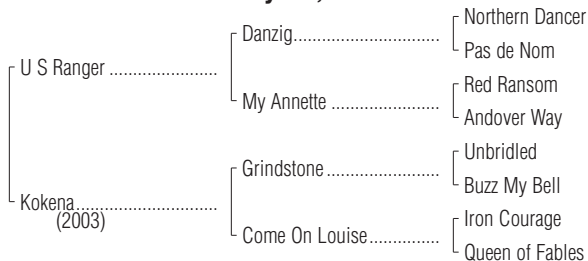 Northern Dancer
Danzig..................................
Pas de Nom
U S Ranger ........................
Red Ransom
My Annette ........................
Andover Way
Unbridled
Grindstone ........................
Buzz My Bell
Kokena................................
(2003)
Iron Courage
Come On Louise...............
Queen of Fables